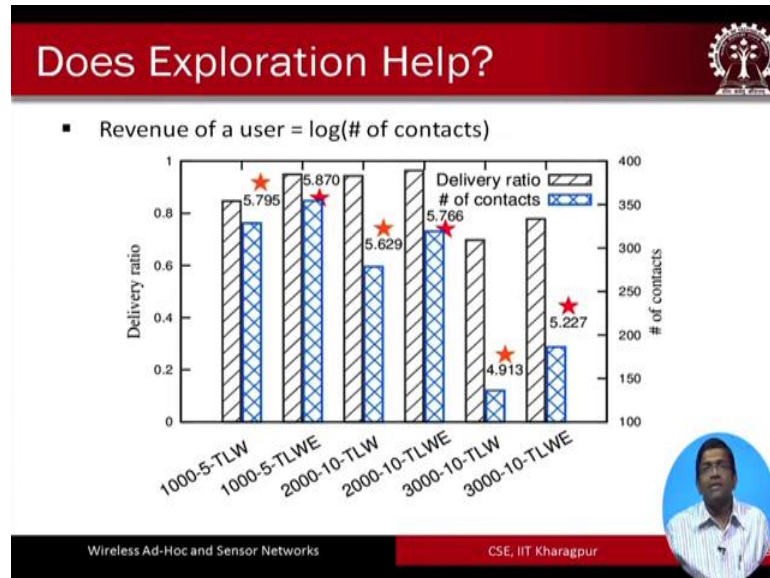 Does Exploration Help?
▪ Revenue of a user = log(# of contacts)
Delivery ratio
# of contacts
1
0.8
0.6
0.4
0.2
0
400
350
300
250
200
150
100
Delivery ratio
# of contacts
5.795
5.870
5.629
5.766
4.913
5.227
1000-5-TLW
1000-5-TLWE
2000-10-TLW
2000-10-TLWE
3000-10-TLW
3000-10-TLWE
Wireless Ad-Hoc and Sensor Networks
CSE, IIT Kharagpur